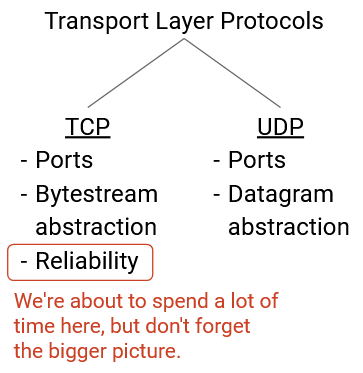 Transport Layer Protocols
TCP
- Ports
- Bytestream
abstraction
- Reliability
UDP
- Ports
- Datagram
abstraction
We're about to spend a lot of
time here, but don't forget
the bigger picture.